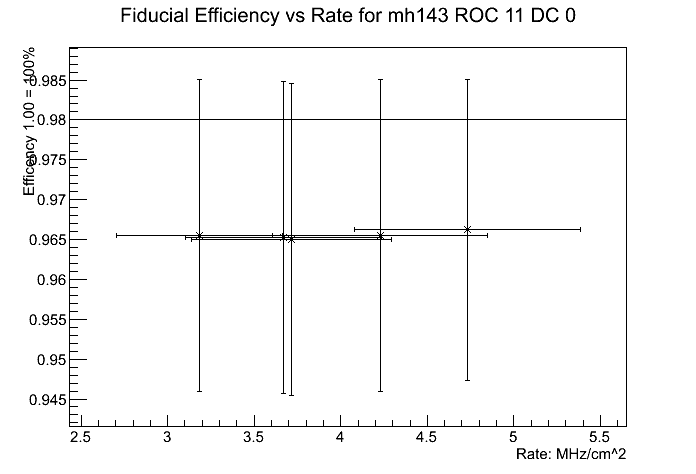 Fiducial Efficiency vs Rate for mh143 ROC 11 DC 0
Efficency 1.00 = 100%
0.985
0.98
0.975
0.97
0.965
0.96
0.955
0.95
0.945
2.5 3 3.5 4 4.5 5 5.5
Rate: MHz/cm^2